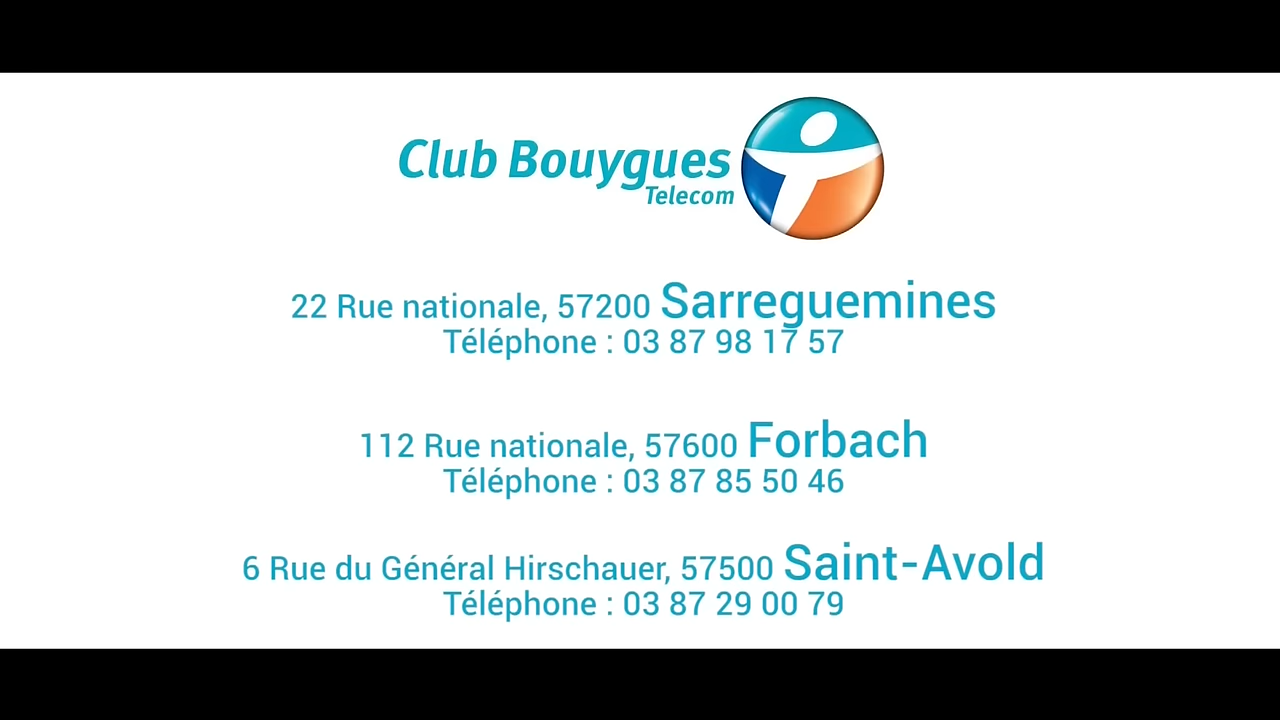 Club Bouygues
Telecom
22 Rue nationale, 57200 Sarreguemines
Téléphone : 03 87 98 17 57
112 Rue nationale, 57600 Forbach
Téléphone : 03 87 85 50 46
6 Rue du Général Hirschauer, 57500 Saint-Avold
Téléphone : 03 87 29 00 79